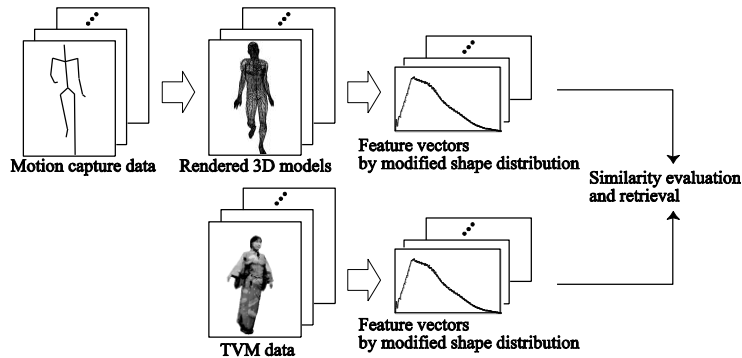 Motion capture data
Rendered 3D models
Feature vectors
by modified shape distribution
Similarity evaluation
and retrieval
TVM data
Feature vectors
by modified shape distribution